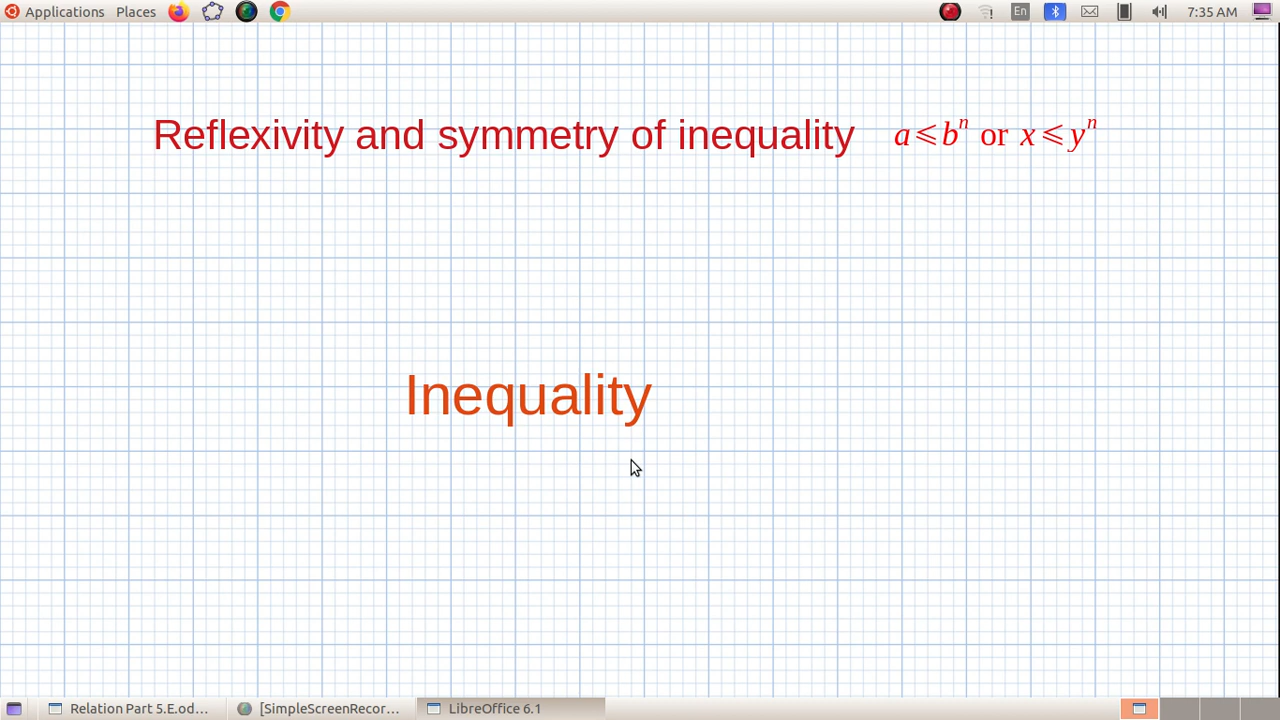 Applications Places En 7:35 AM
Reflexivity and symmetry of inequality a⩽bⁿ or x⩽yⁿ
Inequality
Relation Part 5.E.od... [SimpleScreenRecor... LibreOffice 6.1